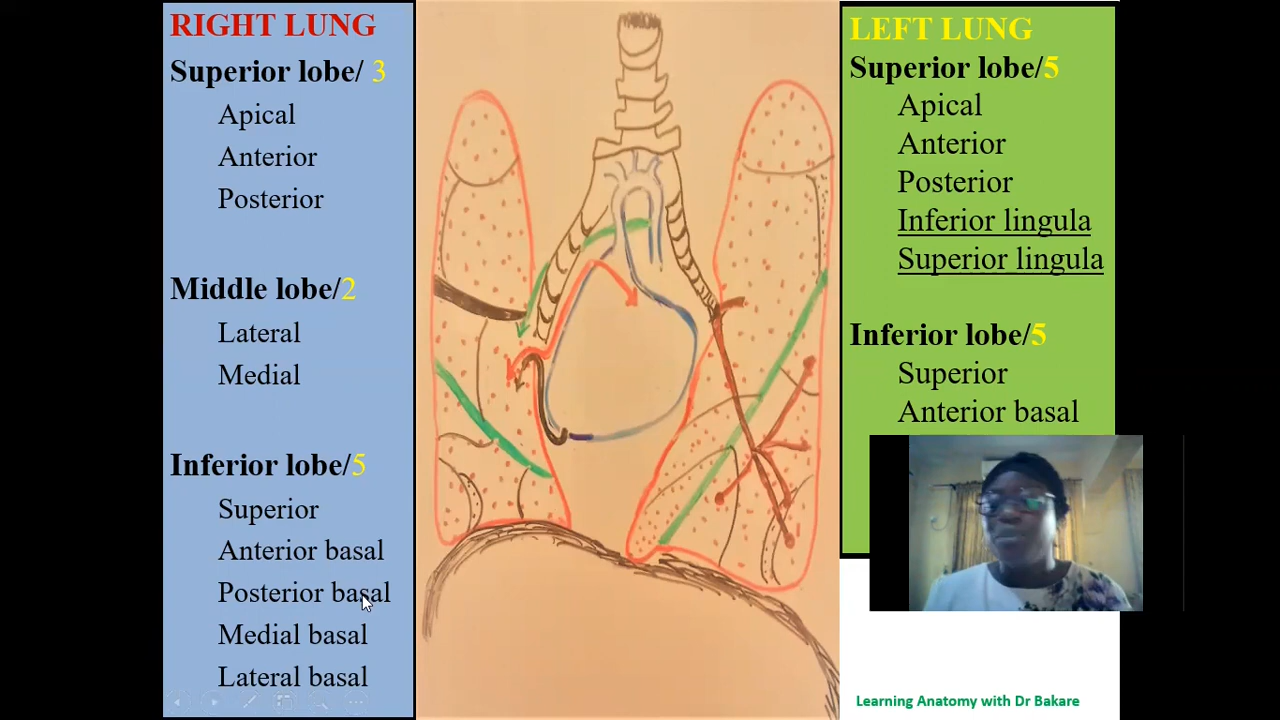 RIGHT LUNG
Superior lobe/ 3
Apical
Anterior
Posterior
Middle lobe/2
Lateral
Medial
Inferior lobe/5
Superior
Anterior basal
Posterior basal
Medial basal
Lateral basal
LEFT LUNG
Superior lobe/5
Apical
Anterior
Posterior
Inferior lingula
Superior lingula
Inferior lobe/5
Superior
Anterior basal
Learning Anatomy with Dr Bakare